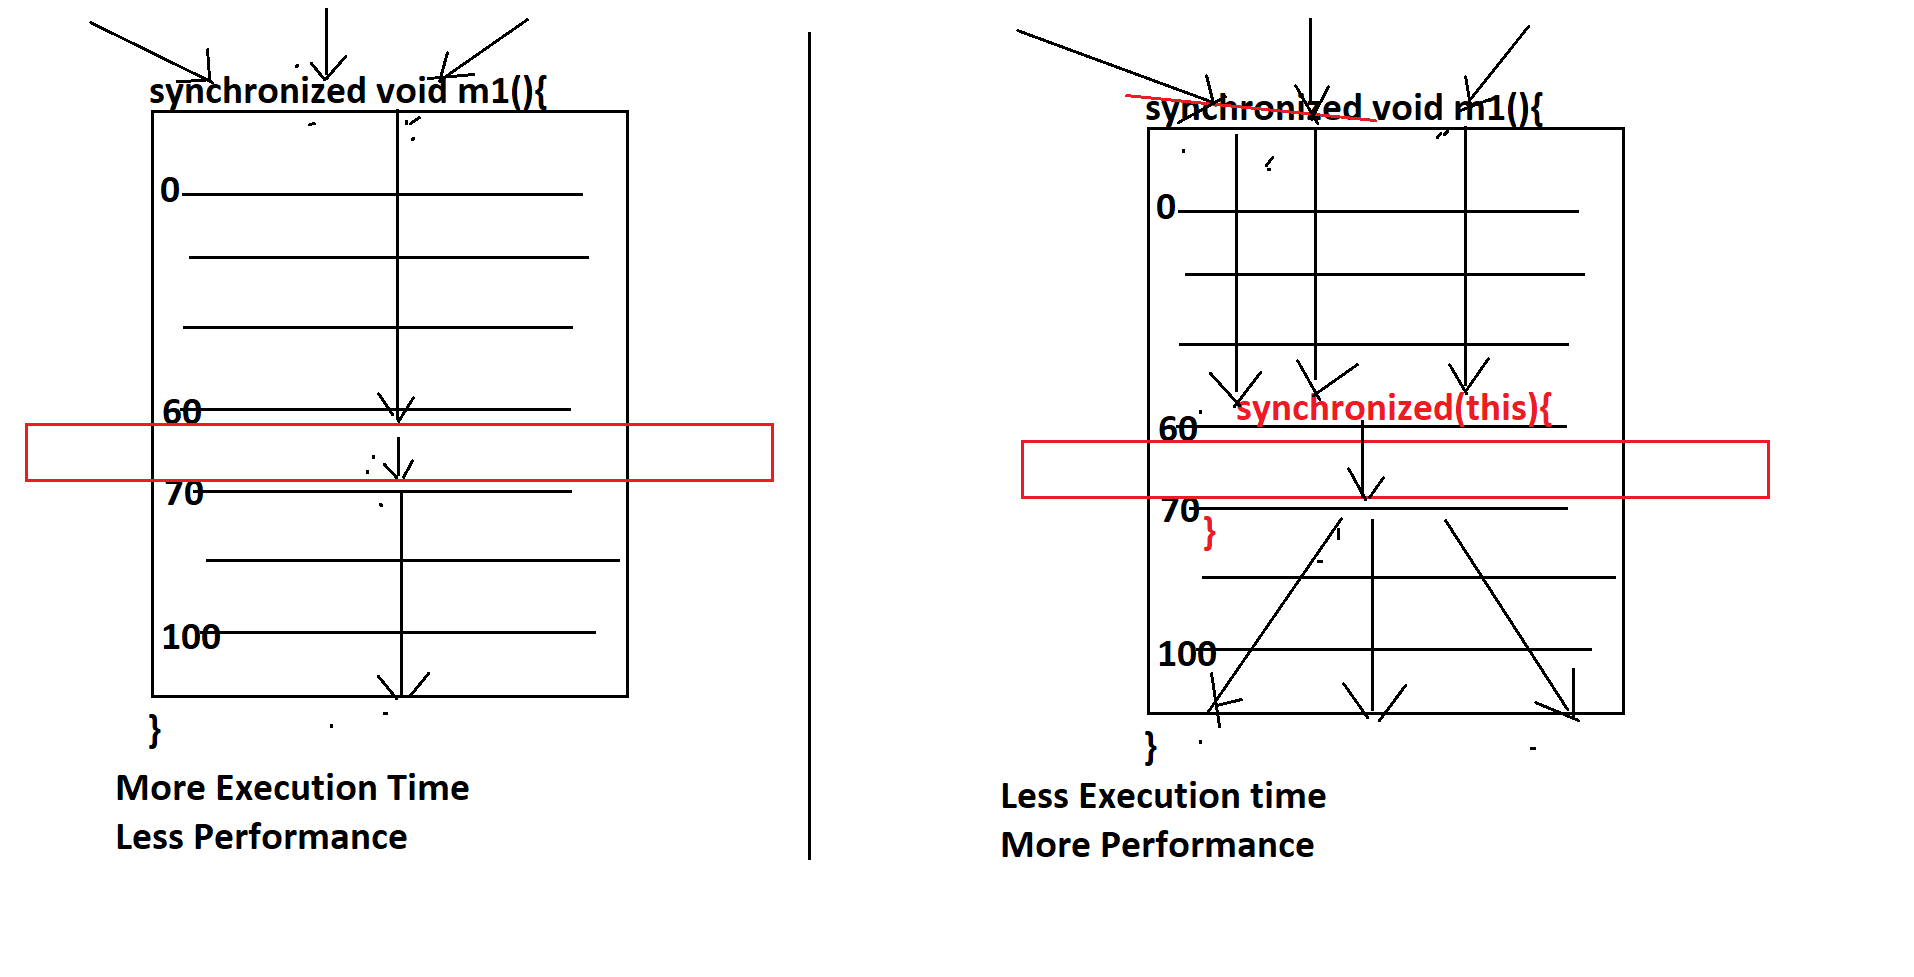 synchronized void m1(){
0
60
70
100
}
More Execution Time
Less Performance
synchronized void m1(){
0
synchronized(this){
60
70
}
100
}
Less Execution time
More Performance